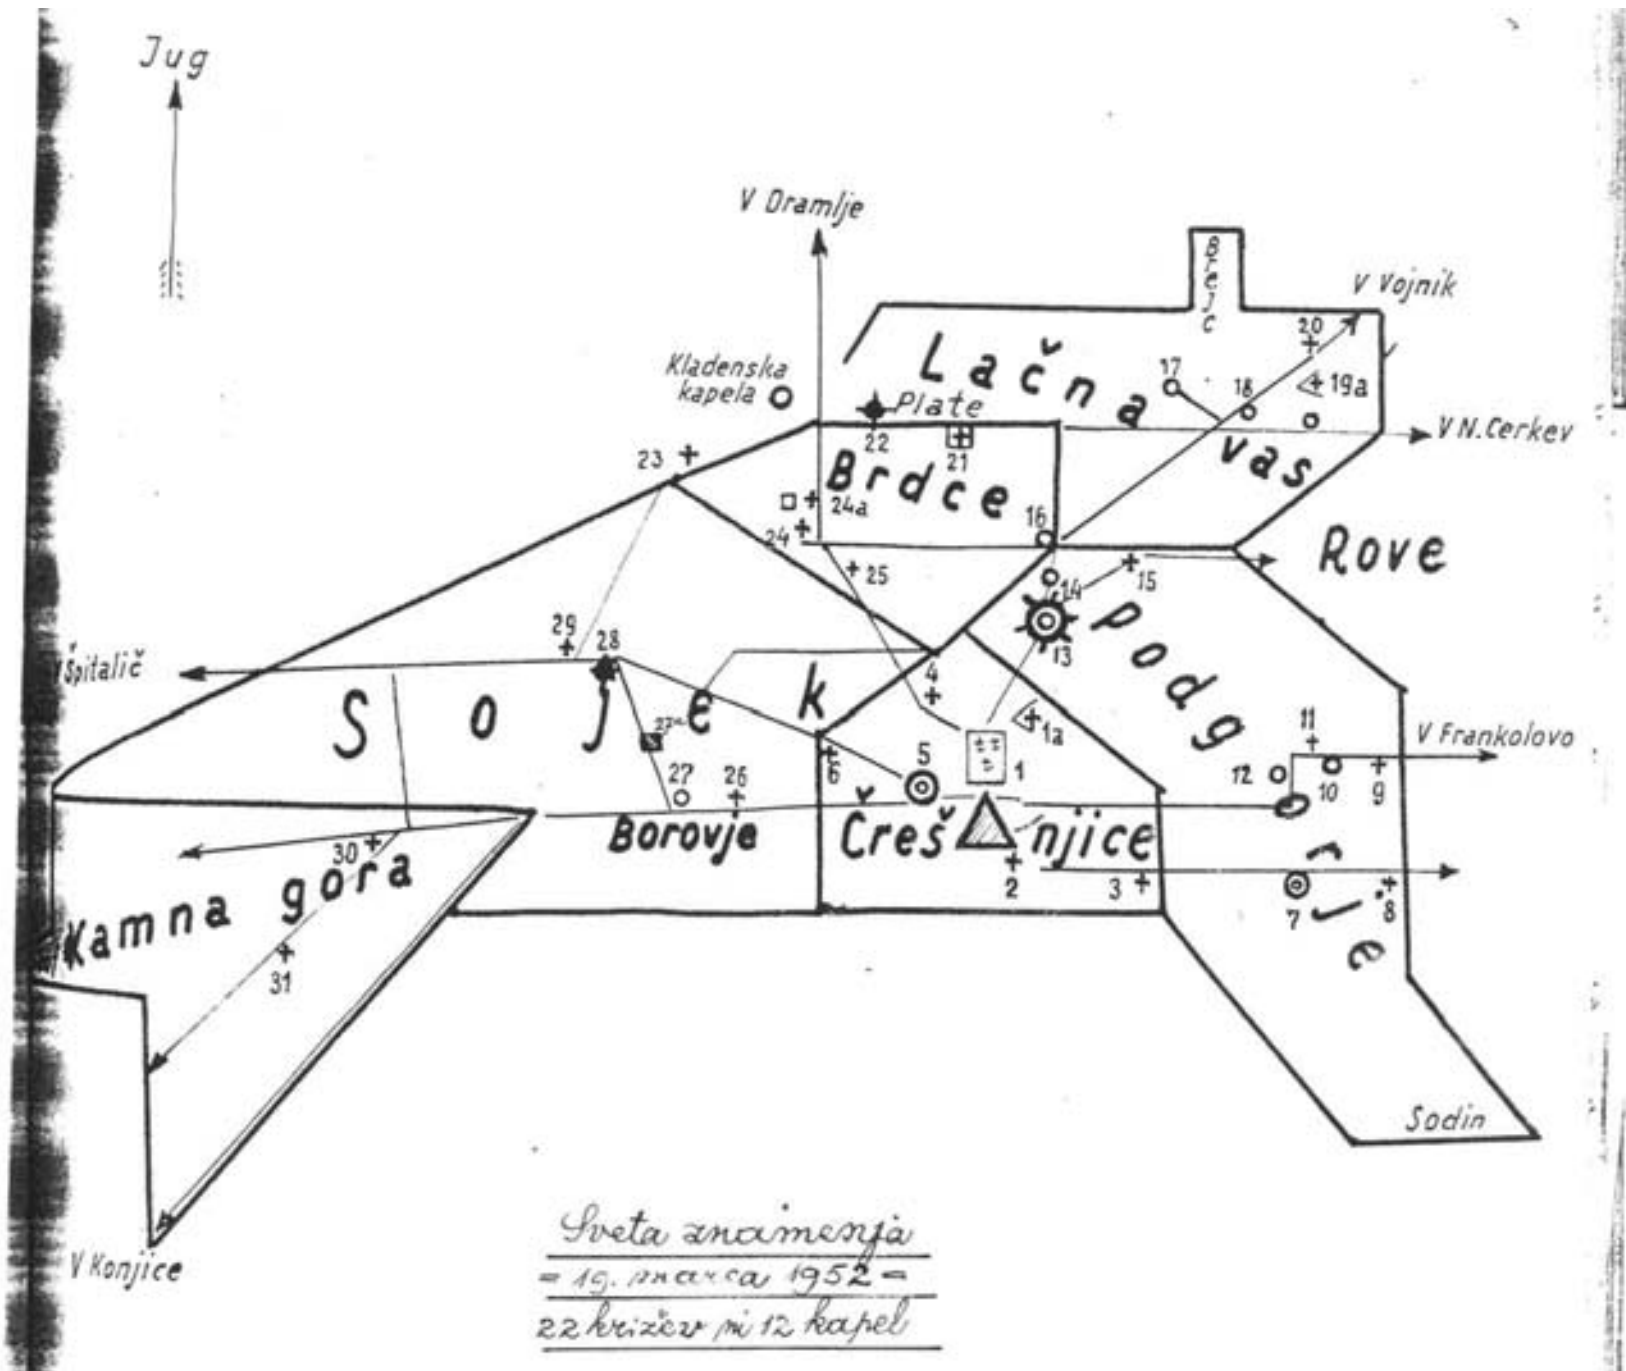 Jug
V Dramlje
Brejc
V Vojnik
20
Lačna
vas
17
18
19a
Kladenska
kapela
Plate
V N. Cerkev
22
21
23
Brdce
24a
24
16
25
Rove
14
15
13
Podgorje
29
28
Špitalič
Sojek
4
1a
11
V Frankolovo
5
6
1
12
10
9
27
26
Borovje
Črešnjice
30
2
3
7
8
Kamna gora
31
Sodin
V Konjice
Sveta znamenja
= 19. marca 1952 =
22 križev in 12 kapel